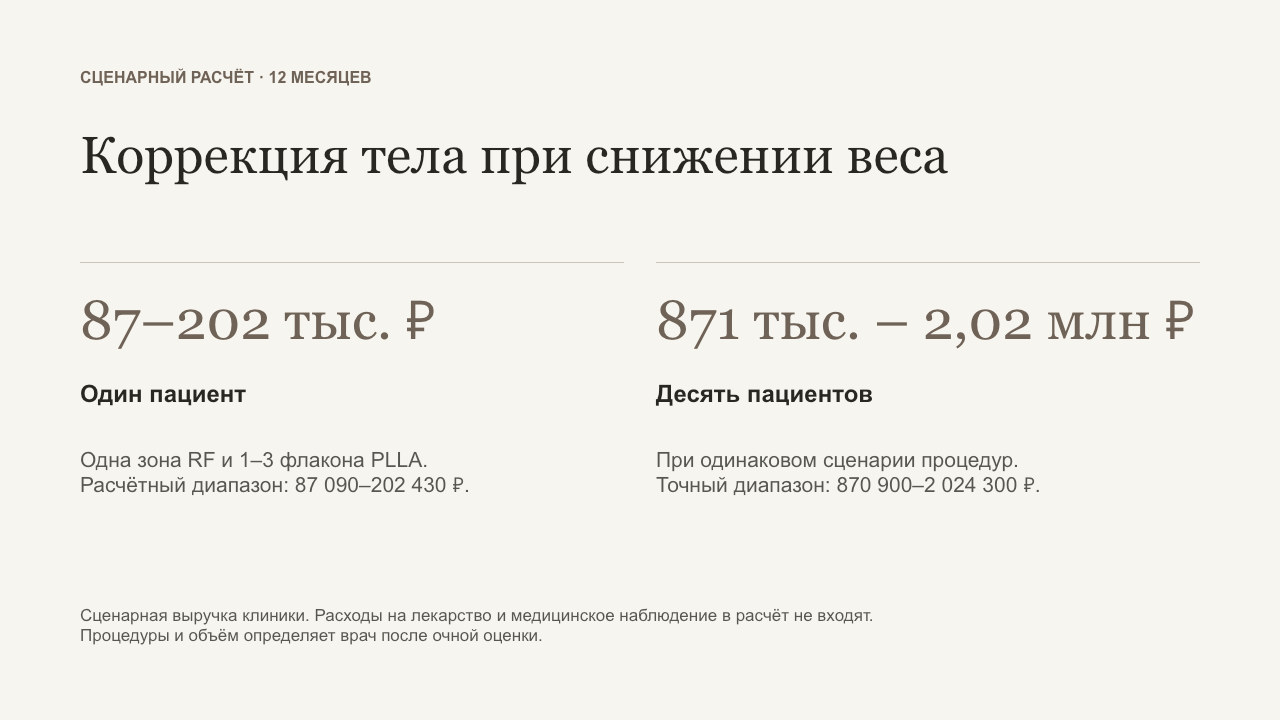 СЦЕНАРНЫЙ РАСЧЁТ · 12 МЕСЯЦЕВ
Коррекция тела при снижении веса
87–202 тыс. ₽
Один пациент
Одна зона RF и 1–3 флакона PLLA.
Расчётный диапазон: 87 090–202 430 ₽.
871 тыс. – 2,02 млн ₽
Десять пациентов
При одинаковом сценарии процедур.
Точный диапазон: 870 900–2 024 300 ₽.
Сценарная выручка клиники. Расходы на лекарство и медицинское наблюдение в расчёт не входят.
Процедуры и объём определяет врач после очной оценки.